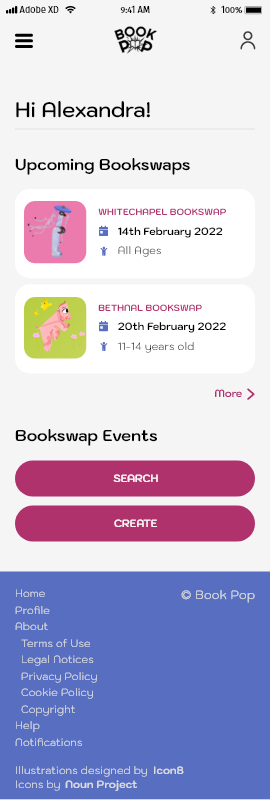 Adobe XD 9:41 AM 100%
BOOK
POP
Hi Alexandra!
Upcoming Bookswaps
WHITECHAPEL BOOKSWAP
14th February 2022
All Ages
BETHNAL BOOKSWAP
20th February 2022
11-14 years old
More
Bookswap Events
SEARCH
CREATE
Home © Book Pop
Profile
About
Terms of Use
Legal Notices
Privacy Policy
Cookie Policy
Copyright
Help
Notifications
Illustrations designed by Icon8
Icons by Noun Project